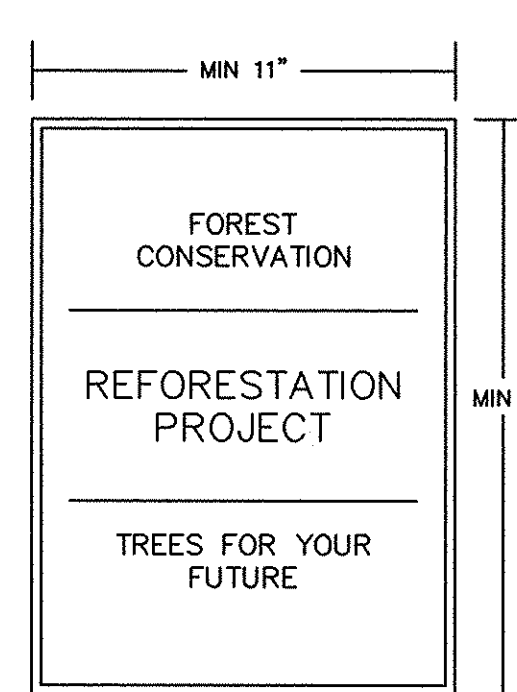 MIN 11"
FOREST
CONSERVATION
REFORESTATION
PROJECT
MIN
TREES FOR YOUR
FUTURE